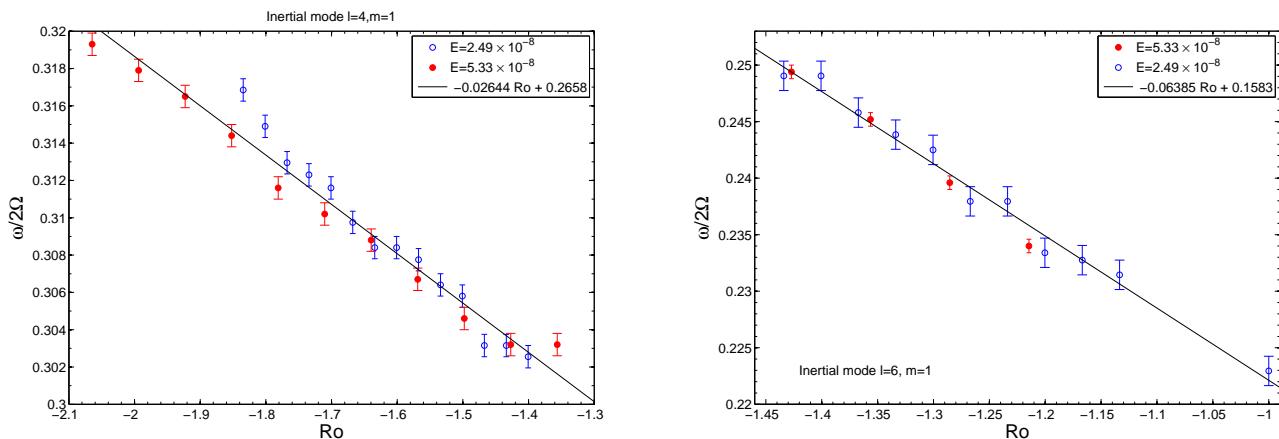 Inertial mode l=4,m=1
0.32
0.318
0.316
0.314
0.312
0.31
0.308
0.306
0.304
0.302
0.3
ω/2Ω
E=2.49 × 10⁻⁸
E=5.33 × 10⁻⁸
−0.02644 Ro + 0.2658
−2.1 −2 −1.9 −1.8 −1.7 −1.6 −1.5 −1.4 −1.3
Ro
0.25
0.245
0.24
0.235
0.23
0.225
0.22
ω/2Ω
E=5.33 × 10⁻⁸
E=2.49 × 10⁻⁸
−0.06385 Ro + 0.1583
Inertial mode l=6, m=1
−1.45 −1.4 −1.35 −1.3 −1.25 −1.2 −1.15 −1.1 −1.05 −1
Ro